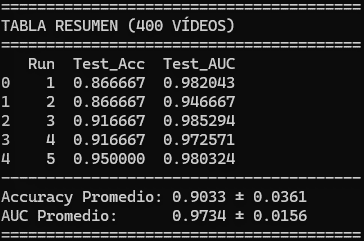 ============================================
TABLA RESUMEN (400 VÍDEOS)
============================================
   Run  Test_Acc  Test_AUC
0    1  0.866667  0.982043
1    2  0.866667  0.946667
2    3  0.916667  0.985294
3    4  0.916667  0.972571
4    5  0.950000  0.980324
--------------------------------------------
Accuracy Promedio: 0.9033 ± 0.0361
AUC Promedio:      0.9734 ± 0.0156
============================================